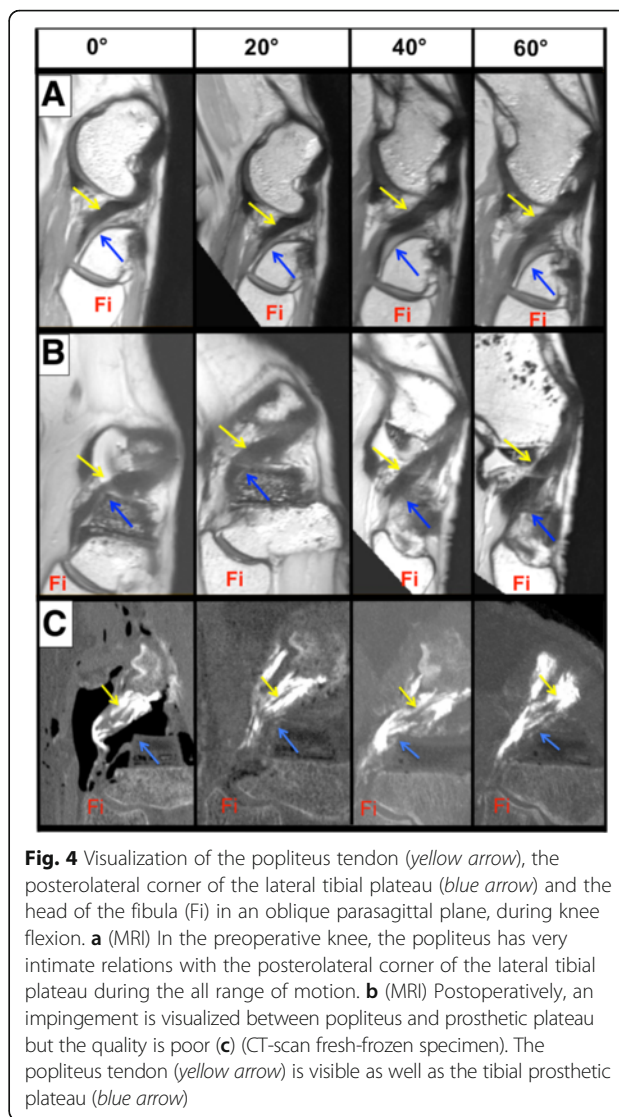 0° 20° 40° 60°
A
Fi Fi Fi Fi
B
Fi Fi Fi Fi
C
Fi Fi Fi Fi
Fig. 4 Visualization of the popliteus tendon (yellow arrow), the
posterolateral corner of the lateral tibial plateau (blue arrow) and the
head of the fibula (Fi) in an oblique parasagittal plane, during knee
flexion. a (MRI) In the preoperative knee, the popliteus has very
intimate relations with the posterolateral corner of the lateral tibial
plateau during the all range of motion. b (MRI) Postoperatively, an
impingement is visualized between popliteus and prosthetic plateau
but the quality is poor (c) (CT-scan fresh-frozen specimen). The
popliteus tendon (yellow arrow) is visible as well as the tibial prosthetic
plateau (blue arrow)